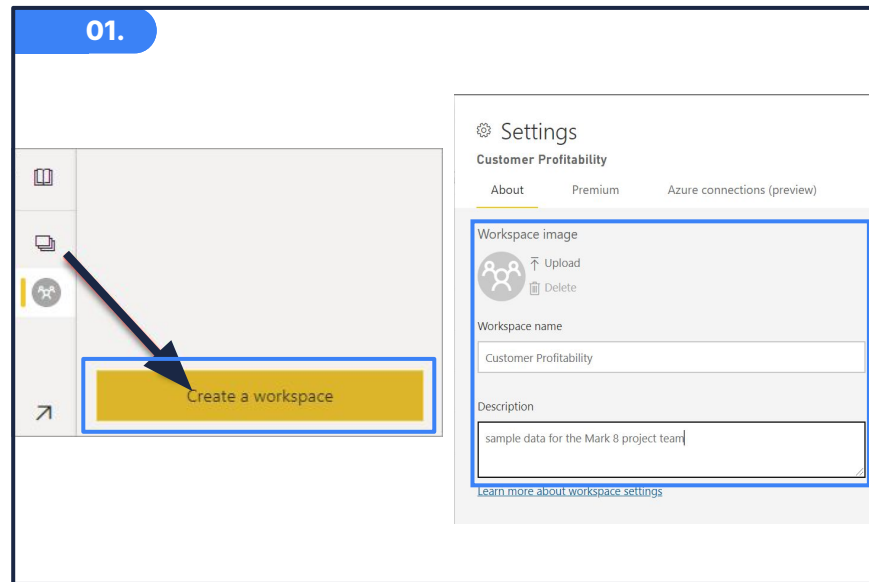 01.
Create a workspace
Settings
Customer Profitability
About Premium Azure connections (preview)
Workspace image
Upload
Delete
Workspace name
Customer Profitability
Description
sample data for the Mark 8 project team
Learn more about workspace settings